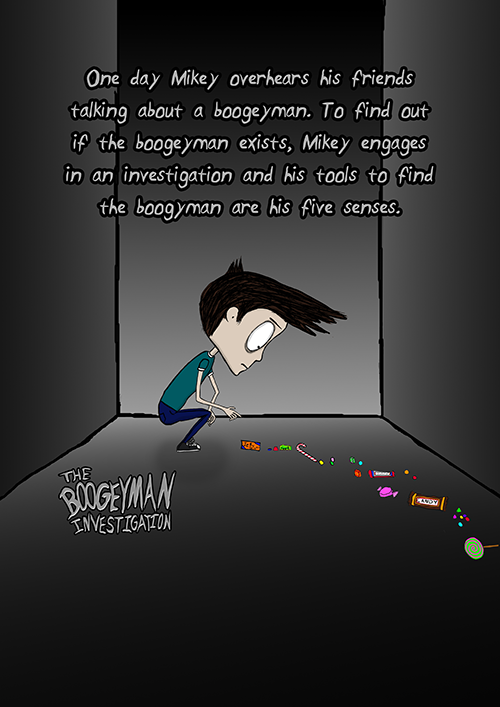 One day Mikey overhears his friends
talking about a boogeyman. To find out
if the boogeyman exists, Mikey engages
in an investigation and his tools to find
the boogyman are his five senses.
THE
BOOGEYMAN
INVESTIGATION
CANDY